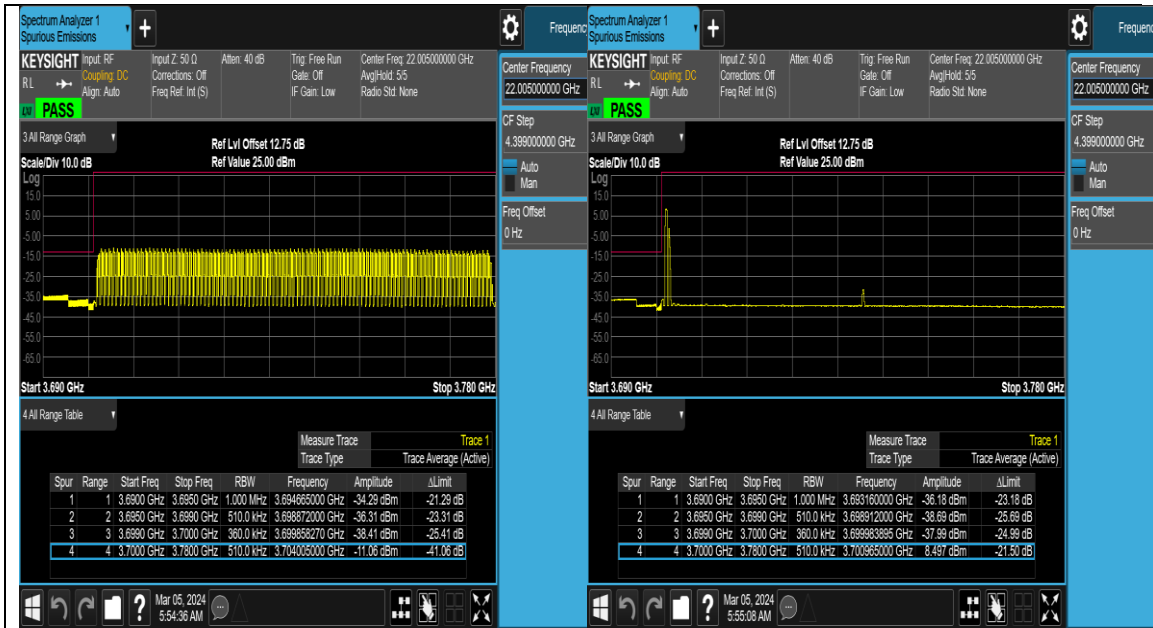 Spectrum Analyzer 1
Spurious Emissions
+
Frequenc
KEYSIGHT Input: RF
R L
Coupling: DC
Align: Auto
Input Z: 50 Ω
Corrections: Off
Freq Ref: Int (S)
Atten: 40 dB
Trig: Free Run
Gate: Off
IF Gain: Low
Center Freq: 22.005000000 GHz
Avg|Hold: 5/5
Radio Std: None
PASS
Center Frequency
22.005000000 GHz
CF Step
4.399000000 GHz
Auto
Man
Freq Offset
0 Hz
3 All Range Graph
Ref Lvl Offset 12.75 dB
Scale/Div 10.0 dB
Ref Value 25.00 dBm
Log
15.0
5.00
-5.00
-15.0
-25.0
-35.0
-45.0
-55.0
-65.0
Start 3.690 GHz
Stop 3.780 GHz
4 All Range Table
Measure Trace Trace 1
Trace Type Trace Average (Active)
Spur Range Start Freq Stop Freq RBW Frequency Amplitude ΔLimit
1 1 3.6900 GHz 3.6950 GHz 1.000 MHz 3.694665000 GHz -34.29 dBm -21.29 dB
2 2 3.6950 GHz 3.6990 GHz 510.0 kHz 3.698872000 GHz -36.31 dBm -23.31 dB
3 3 3.6990 GHz 3.7000 GHz 360.0 kHz 3.699858270 GHz -38.41 dBm -25.41 dB
4 4 3.7000 GHz 3.7800 GHz 510.0 kHz 3.704005000 GHz -11.06 dBm -41.06 dB
?
Mar 05, 2024
5:54:36 AM
Spectrum Analyzer 1
Spurious Emissions
+
Frequenc
KEYSIGHT Input: RF
R L
Coupling: DC
Align: Auto
Input Z: 50 Ω
Corrections: Off
Freq Ref: Int (S)
Atten: 40 dB
Trig: Free Run
Gate: Off
IF Gain: Low
Center Freq: 22.005000000 GHz
Avg|Hold: 5/5
Radio Std: None
PASS
Center Frequency
22.005000000 GHz
CF Step
4.399000000 GHz
Auto
Man
Freq Offset
0 Hz
3 All Range Graph
Ref Lvl Offset 12.75 dB
Scale/Div 10.0 dB
Ref Value 25.00 dBm
Log
15.0
5.00
-5.00
-15.0
-25.0
-35.0
-45.0
-55.0
-65.0
Start 3.690 GHz
Stop 3.780 GHz
4 All Range Table
Measure Trace Trace 1
Trace Type Trace Average (Active)
Spur Range Start Freq Stop Freq RBW Frequency Amplitude ΔLimit
1 1 3.6900 GHz 3.6950 GHz 1.000 MHz 3.693160000 GHz -36.18 dBm -23.18 dB
2 2 3.6950 GHz 3.6990 GHz 510.0 kHz 3.698912000 GHz -38.69 dBm -25.69 dB
3 3 3.6990 GHz 3.7000 GHz 360.0 kHz 3.699983895 GHz -37.99 dBm -24.99 dB
4 4 3.7000 GHz 3.7800 GHz 510.0 kHz 3.700965000 GHz 8.497 dBm -21.50 dB
?
Mar 05, 2024
5:55:08 AM